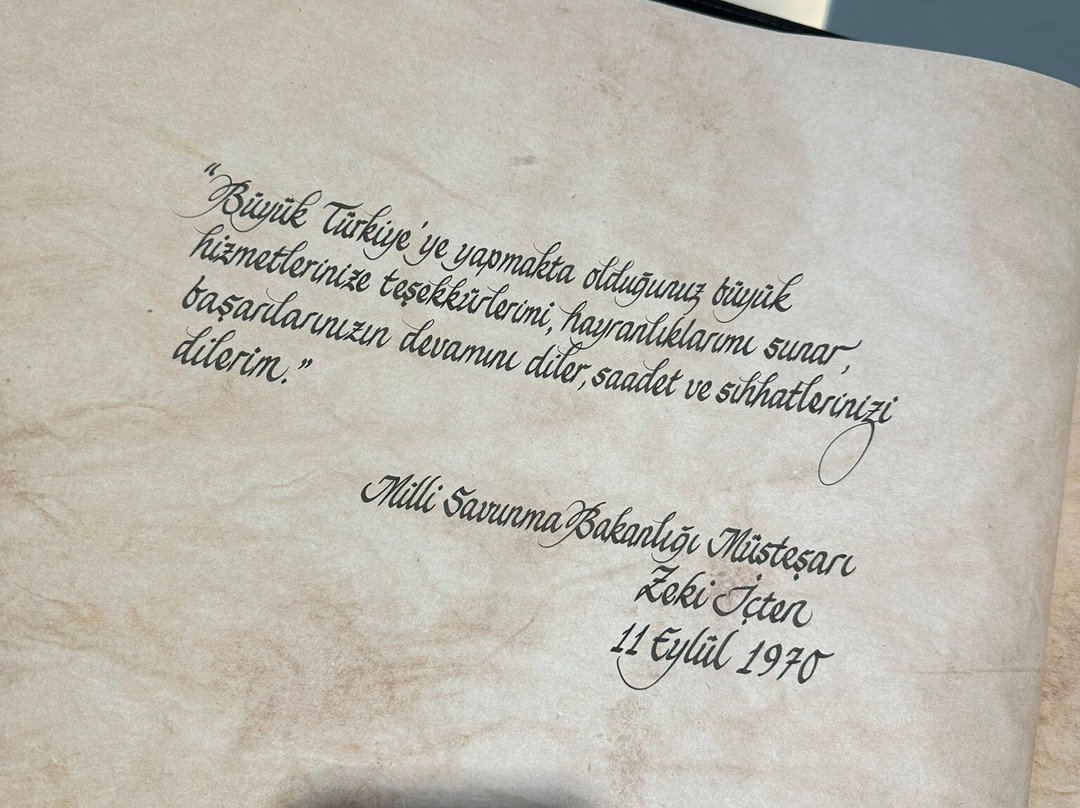 “Büyük Türkiye'ye yapmakta olduğunuz büyük
hizmetlerinize teşekkürlerimi, hayranlıklarımı sunar,
başarılarınızın devamını diler, saadet ve sıhhatlerinizi
dilerim.”
Milli Savunma Bakanlığı Müsteşarı
Zeki İçten
11 Eylül 1970